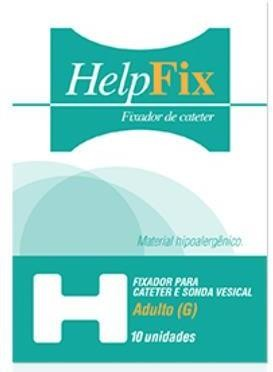 HelpFix
Fixador de cateter
Material hipoalergênico.
FIXADOR PARA
CATETER E SONDA VESICAL
Adulto (G)
10 unidades